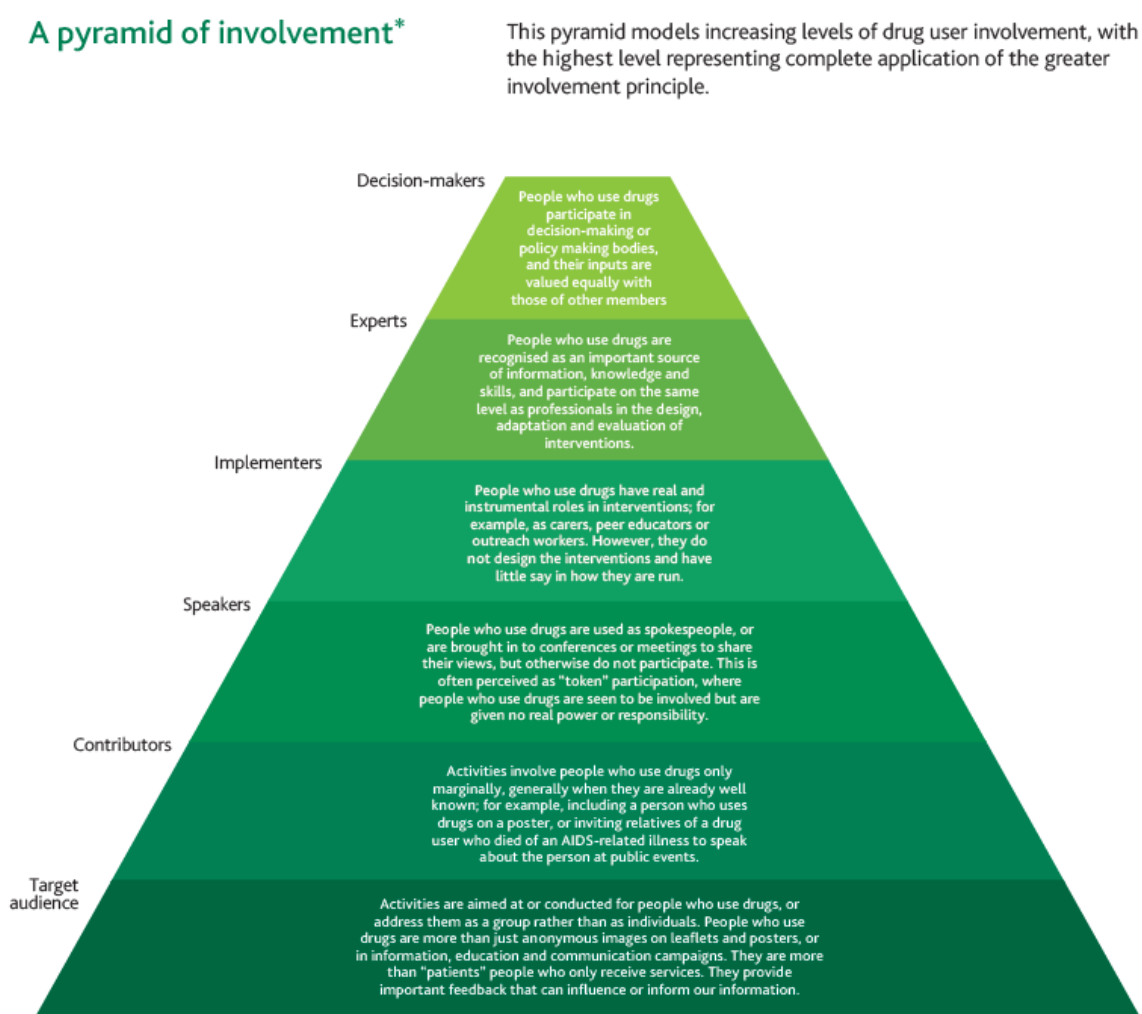 A pyramid of involvement*
This pyramid models increasing levels of drug user involvement, with
the highest level representing complete application of the greater
involvement principle.
Decision-makers
People who use drugs
participate in
decision-making or
policy making bodies,
and their inputs are
valued equally with
those of other members
Experts
People who use drugs are
recognised as an important source
of information, knowledge and
skills, and participate on the same
level as professionals in the design,
adaptation and evaluation of
interventions.
Implementers
People who use drugs have real and
instrumental roles in interventions; for
example, as carers, peer educators or
outreach workers. However, they do
not design the interventions and have
little say in how they are run.
Speakers
People who use drugs are used as spokespeople, or
are brought in to conferences or meetings to share
their views, but otherwise do not participate. This is
often perceived as "token" participation, where
people who use drugs are seen to be involved but are
given no real power or responsibility.
Contributors
Activities involve people who use drugs only
marginally, generally when they are already well
known; for example, including a person who uses
drugs on a poster, or inviting relatives of a drug
user who died of an AIDS-related illness to speak
about the person at public events.
Target
audience
Activities are aimed at or conducted for people who use drugs, or
address them as a group rather than as individuals. People who use
drugs are more than just anonymous images on leaflets and posters, or
in information, education and communication campaigns. They are more
than "patients" people who only receive services. They provide
important feedback that can influence or inform our information.